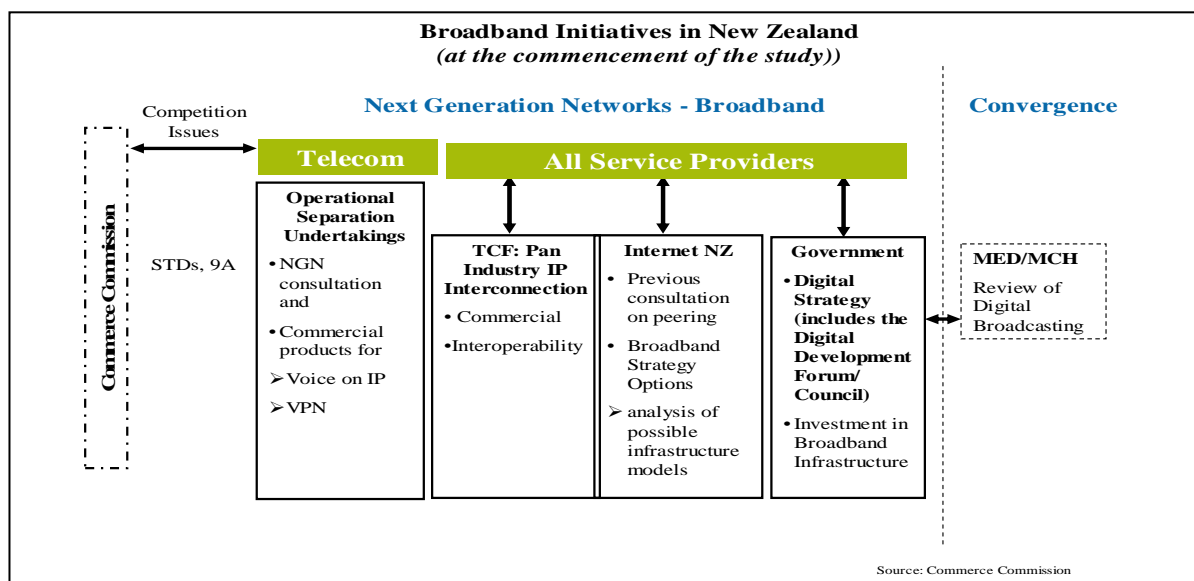 Broadband Initiatives in New Zealand
(at the commencement of the study))
Next Generation Networks - Broadband
Convergence
Competition
Issues
Commerce Commission
STDs, 9A
Telecom
All Service Providers
Operational
Separation
Undertakings
•NGN
consultation
and
•Commercial
products for
➢Voice on IP
➢VPN
TCF: Pan
Industry IP
Interconnection
•Commercial
•Interoperability
Internet NZ
• Previous
consultation
on peering
• Broadband
Strategy
Options
➢ analysis of
possible
infrastructure
models
Government
•Digital
Strategy
(includes the
Digital
Development
Forum/
Council)
•Investment in
Broadband
Infrastructure
MED/MCH
Review of
Digital
Broadcasting
Source: Commerce Commission